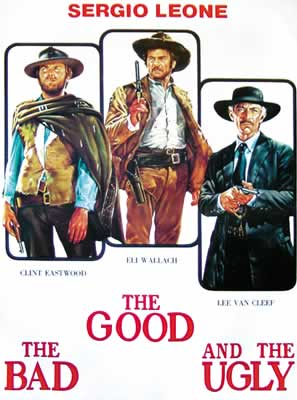 SERGIO LEONE
ELI WALLACH
CLINT EASTWOOD
LEE VAN CLEEF
THE
GOOD
THE
BAD
AND THE
UGLY